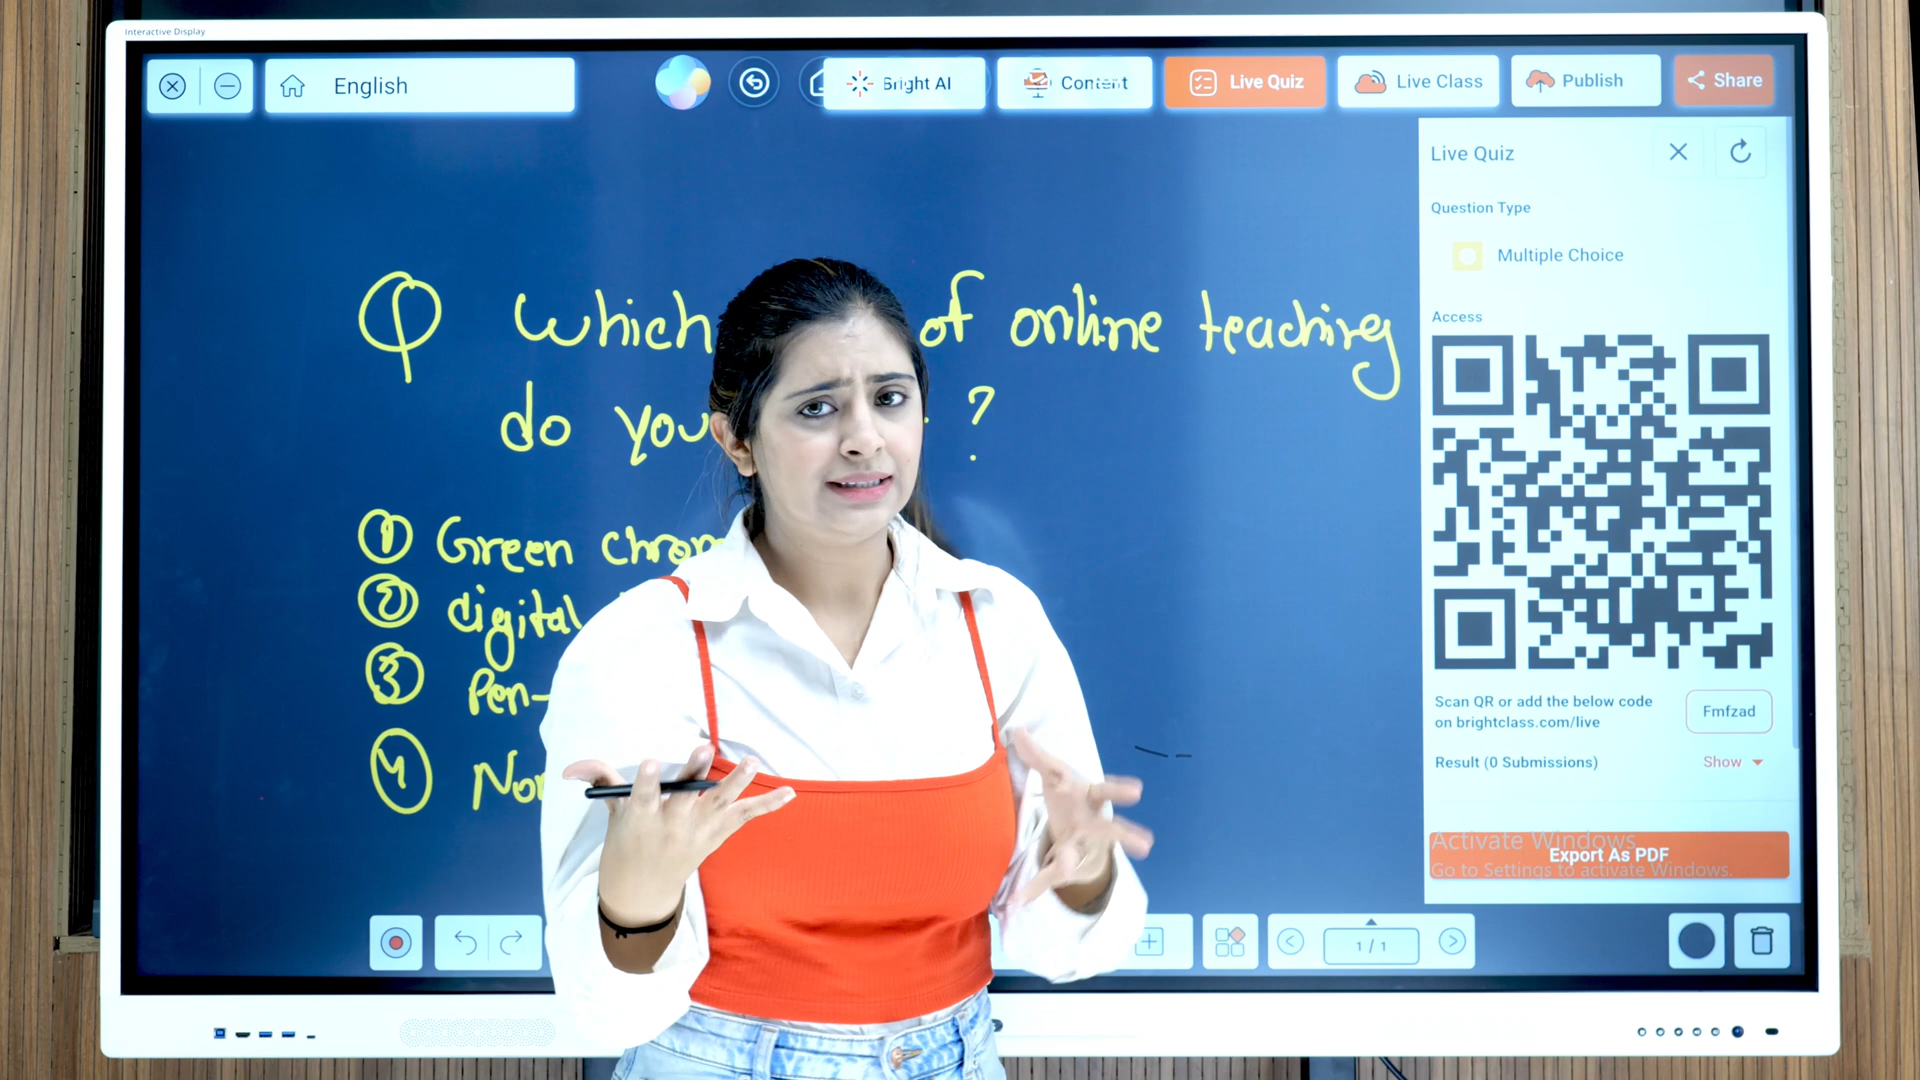 Interactive Display
English
Bright AI
Content
Live Quiz
Live Class
Publish
Share
Q Which of online teaching
do you ?
① Green
② digital
③ Pen-
④
Live Quiz
Question Type
Multiple Choice
Access
Scan QR or add the below code
on brightclass.com/live
Fmfzad
Result (0 Submissions)
Show
Activate Windows
Export As PDF
Go to Settings to activate Windows.
1 / 1